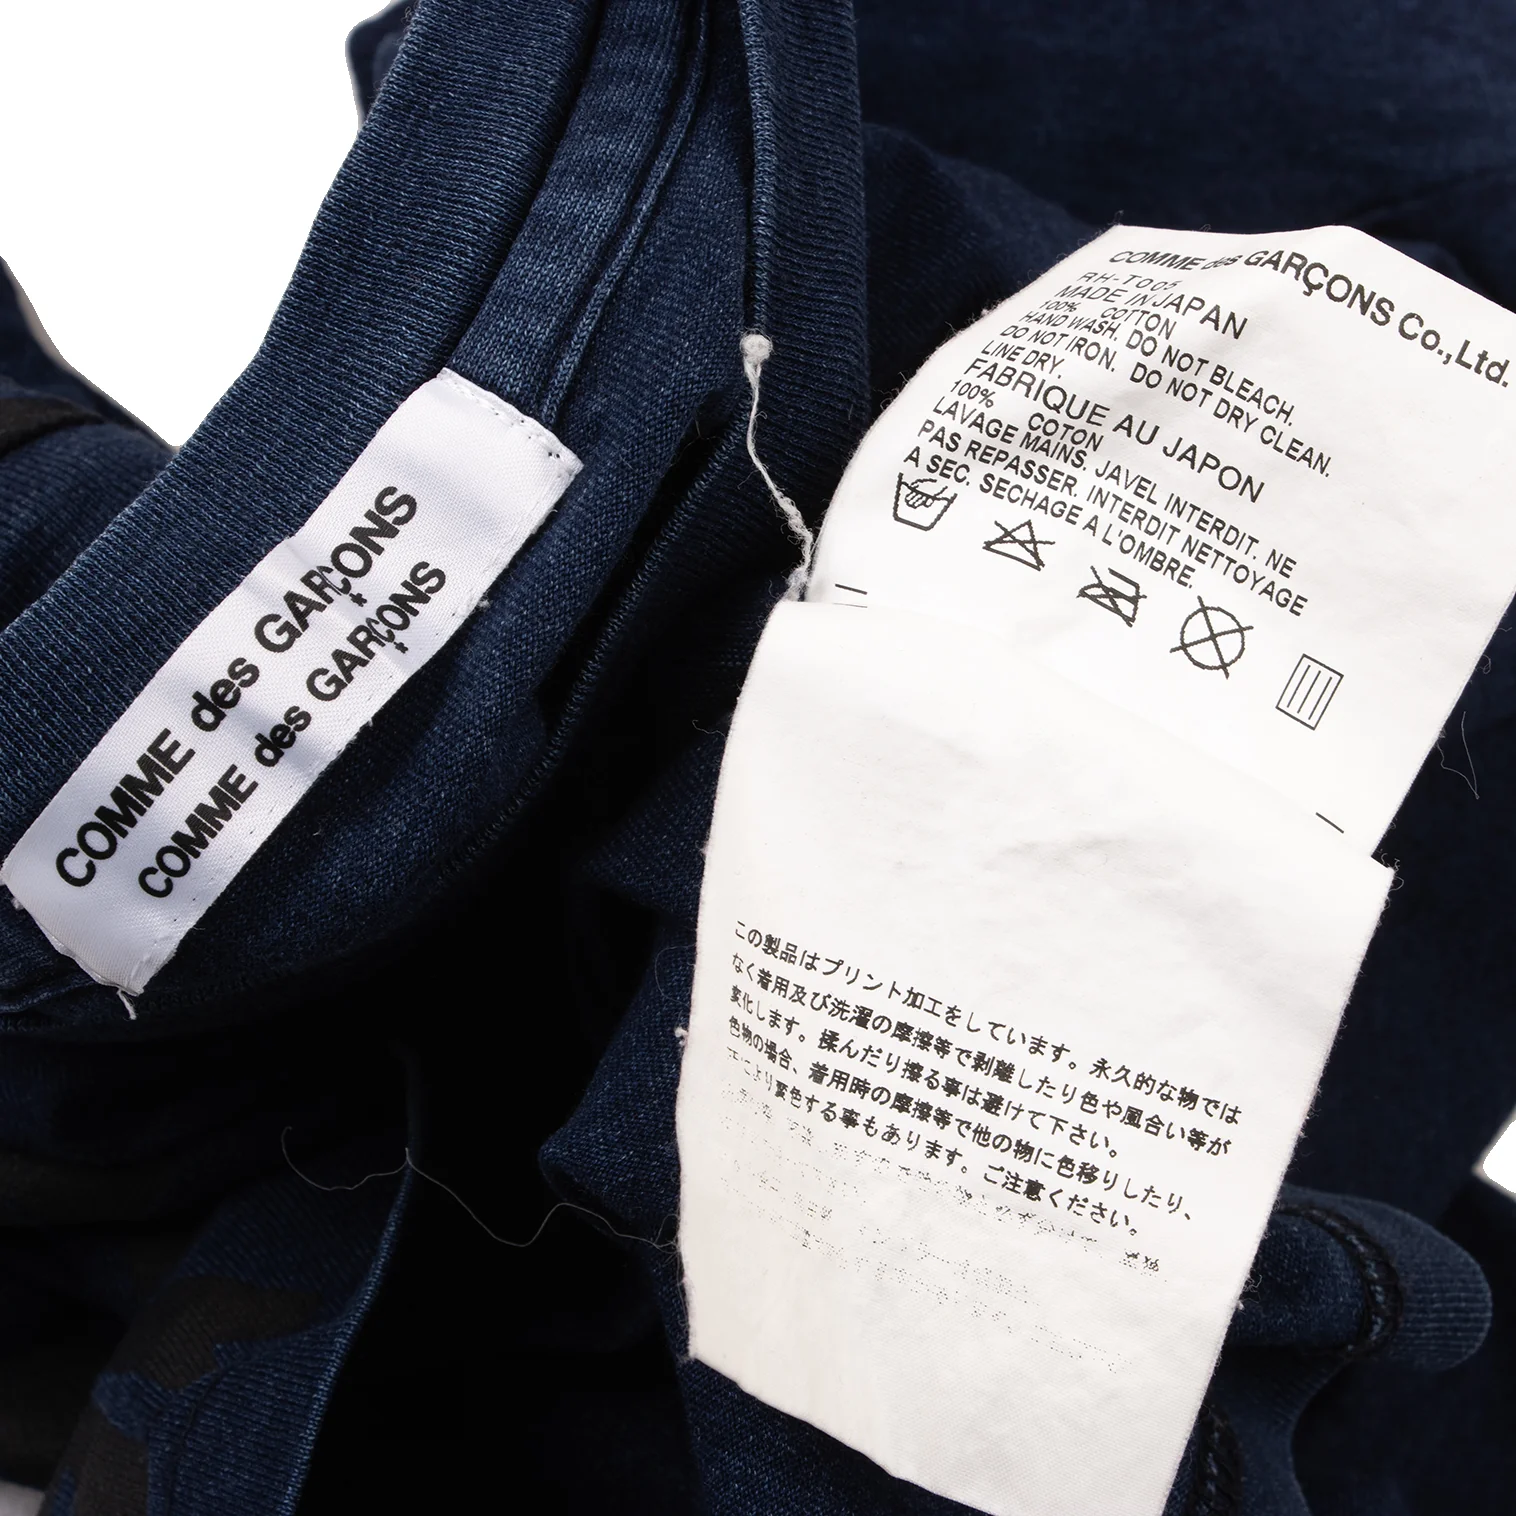 COMME des GARÇONS
COMME des GARÇONS
COMME des GARÇONS Co.,Ltd.
RH-T005
MADE IN JAPAN
100% COTTON
HAND WASH. DO NOT BLEACH.
DO NOT IRON. DO NOT DRY CLEAN.
LINE DRY.
FABRIQUE AU JAPON
100% COTON
LAVAGE MAINS. JAVEL INTERDIT. NE
PAS REPASSER. INTERDIT NETTOYAGE
A SEC. SECHAGE A L'OMBRE.
この製品はプリント加工をしています。永久的な物では
なく着用及び洗濯の摩擦等で剥離したり色や風合い等が
変化します。揉んだり擦る事は避けて下さい。
色物の場合、着用時の摩擦等で他の物に色移りしたり、
により変色する事もあります。ご注意ください。